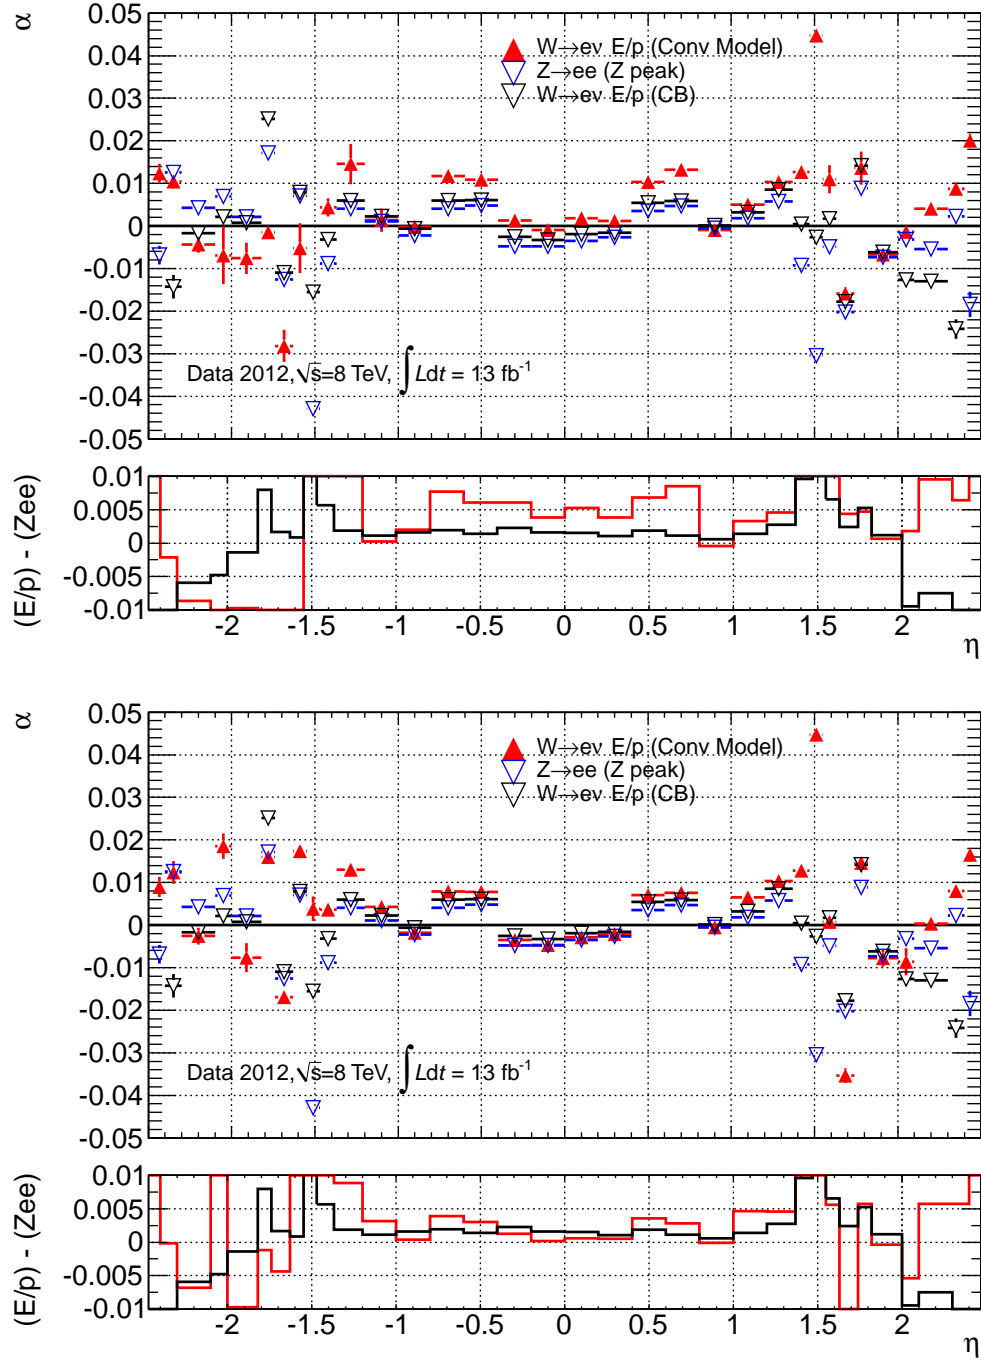 α
0.05
0.04
0.03
0.02
0.01
0
-0.01
-0.02
-0.03
-0.04
-0.05
W→eν E/p (Conv Model)
Z→ee (Z peak)
W→eν E/p (CB)
Data 2012, √s=8 TeV, ∫ Ldt = 13 fb⁻¹
(E/p) - (Zee)
0.01
0.005
0
-0.005
-0.01
-2 -1.5 -1 -0.5 0 0.5 1 1.5 2
η
α
0.05
0.04
0.03
0.02
0.01
0
-0.01
-0.02
-0.03
-0.04
-0.05
W→eν E/p (Conv Model)
Z→ee (Z peak)
W→eν E/p (CB)
Data 2012, √s=8 TeV, ∫ Ldt = 13 fb⁻¹
(E/p) - (Zee)
0.01
0.005
0
-0.005
-0.01
-2 -1.5 -1 -0.5 0 0.5 1 1.5 2
η